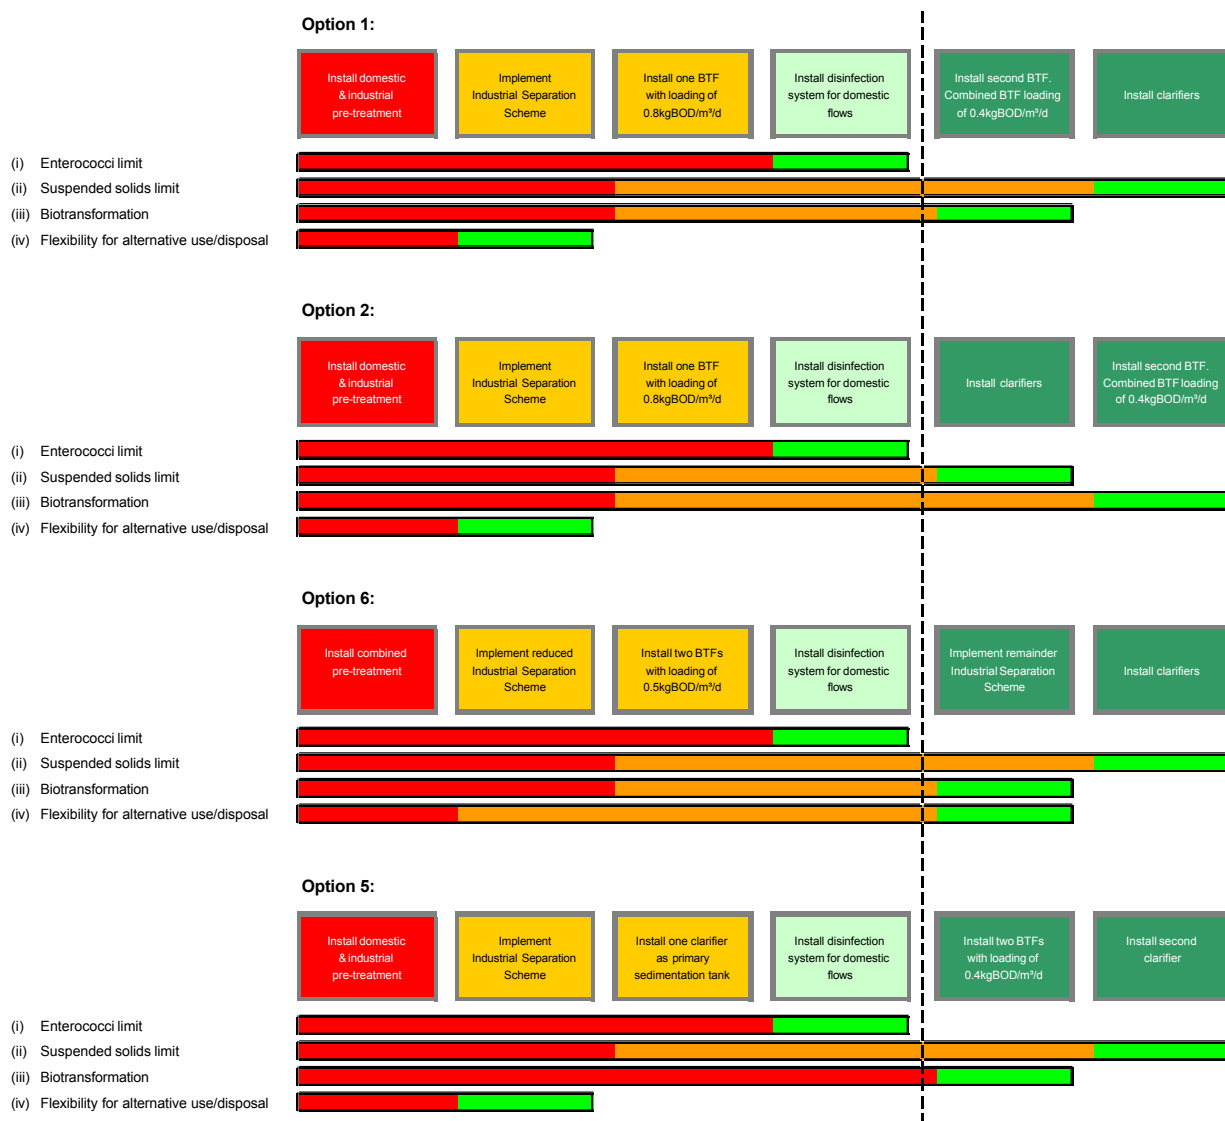 Option 1:
Install domestic
& industrial
pre-treatment
Implement
Industrial Separation
Scheme
Install one BTF
with loading of
0.8kgBOD/m³/d
Install disinfection
system for domestic
flows
Install second BTF.
Combined BTF loading
of 0.4kgBOD/m³/d
Install clarifiers
(i) Enterococi limit
(ii) Suspended solids limit
(iii) Biotransformation
(iv) Flexibility for alternative use/disposal
Option 2:
Install domestic
& industrial
pre-treatment
Implement
Industrial Separation
Scheme
Install one BTF
with loading of
0.8kgBOD/m³/d
Install disinfection
system for domestic
flows
Install clarifiers
Install second BTF.
Combined BTF loading
of 0.4kgBOD/m³/d
(i) Enterococci limit
(ii) Suspended solids limit
(iii) Biotransformation
(iv) Flexibility for alternative use/disposal
Option 6:
Install combined
pre-treatment
Implement reduced
Industrial Separation
Scheme
Install two BTFs
with loading of
0.5kgBOD/m³/d
Install disinfection
system for domestic
flows
Implement remainder
Industrial Separation
Scheme
Install clarifiers
(i) Enterococci limit
(ii) Suspended solids limit
(iii) Biotransformation
(iv) Flexibility for alternative use/disposal
Option 5:
Install domestic
& industrial
pre-treatment
Implement
Industrial Separation
Scheme
Install one clarifier
as primary
sedimentation tank
Install disinfection
system for domestic
flows
Install two BTFs
with loading of
0.4kgBOD/m³/d
Install second
clarifier
(i) Enterococci limit
(ii) Suspended solids limit
(iii) Biotransformation
(iv) Flexibility for alternative use/disposal